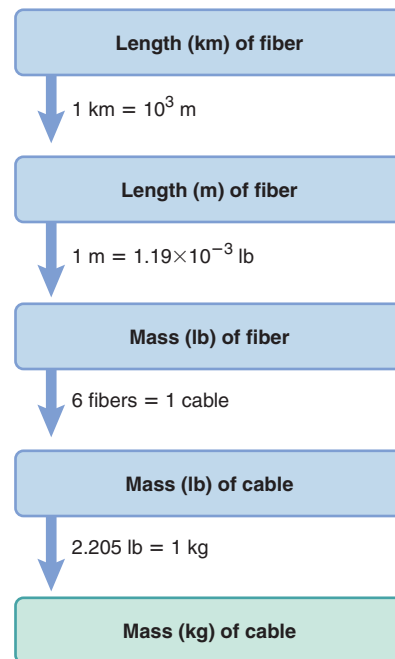 Length (km) of fiber
1 km = 10³ m
Length (m) of fiber
1 m = 1.19×10⁻³ lb
Mass (lb) of fiber
6 fibers = 1 cable
Mass (lb) of cable
2.205 lb = 1 kg
Mass (kg) of cable